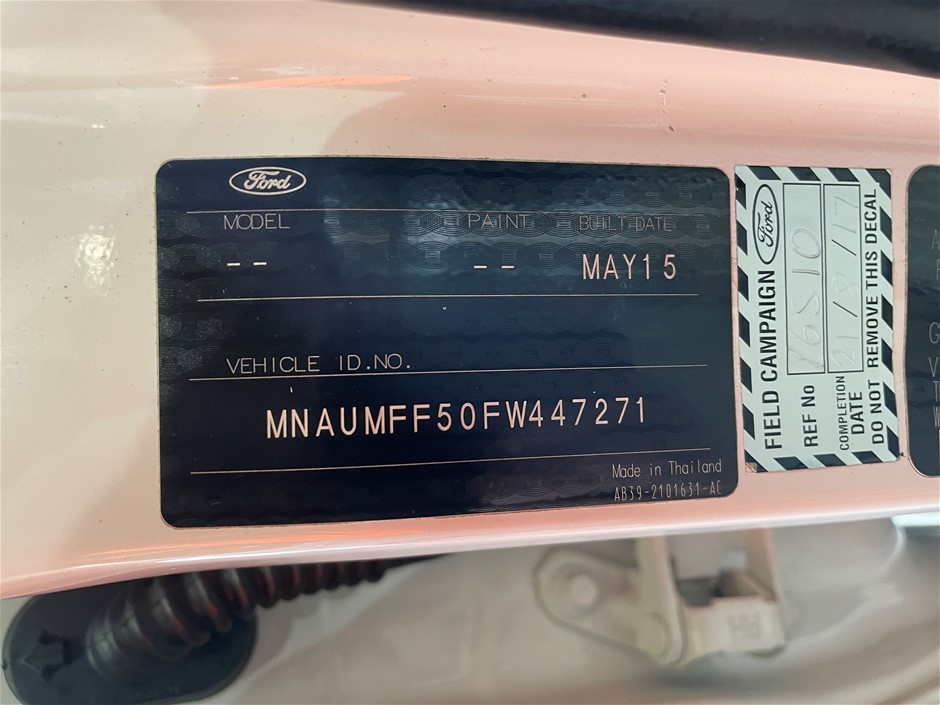 Ford
MODEL PAINT BUILT DATE
-- -- MAY15
VEHICLE ID.NO.
MNAUMFF50FW447271
Made in Thailand
AB39-2101631-AC
Ford
FIELD CAMPAIGN
REF No 16S10
COMPLETION DATE 21/8/17
DO NOT REMOVE THIS DECAL